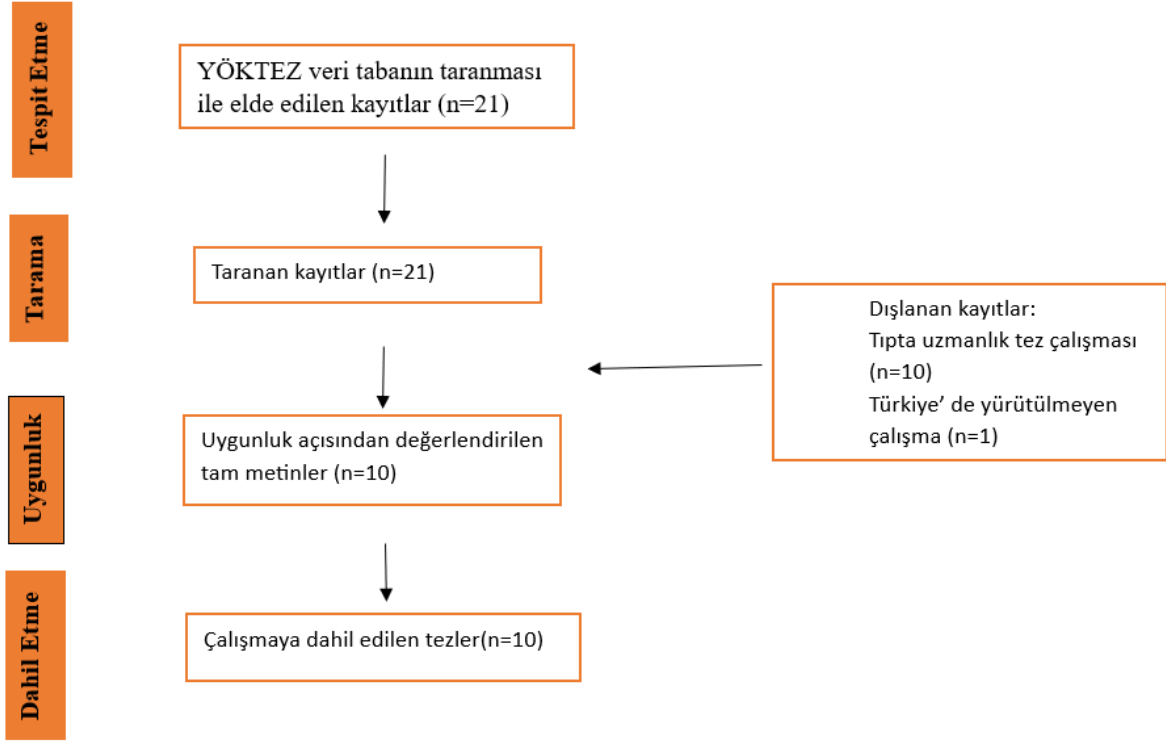 Tespit Etme
YÖKTEZ veri tabanın taranması
ile elde edilen kayıtlar (n=21)
Tarama
Taranan kayıtlar (n=21)
Dışlanan kayıtlar:
Tıpta uzmanlık tez çalışması
(n=10)
Türkiye’ de yürütülmeyen
çalışma (n=1)
Uygunluk
Uygunluk açısından değerlendirilen
tam metinler (n=10)
Dahil Etme
Çalışmaya dahil edilen tezler(n=10)